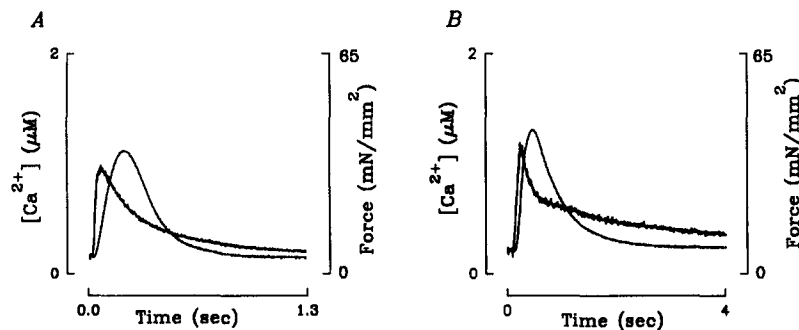 A
2
0
[Ca2+] (μM)
65
0
Force (mN/mm2)
0.0
1.3
Time (sec)
B
2
0
[Ca2+] (μM)
65
0
Force (mN/mm2)
0
4
Time (sec)